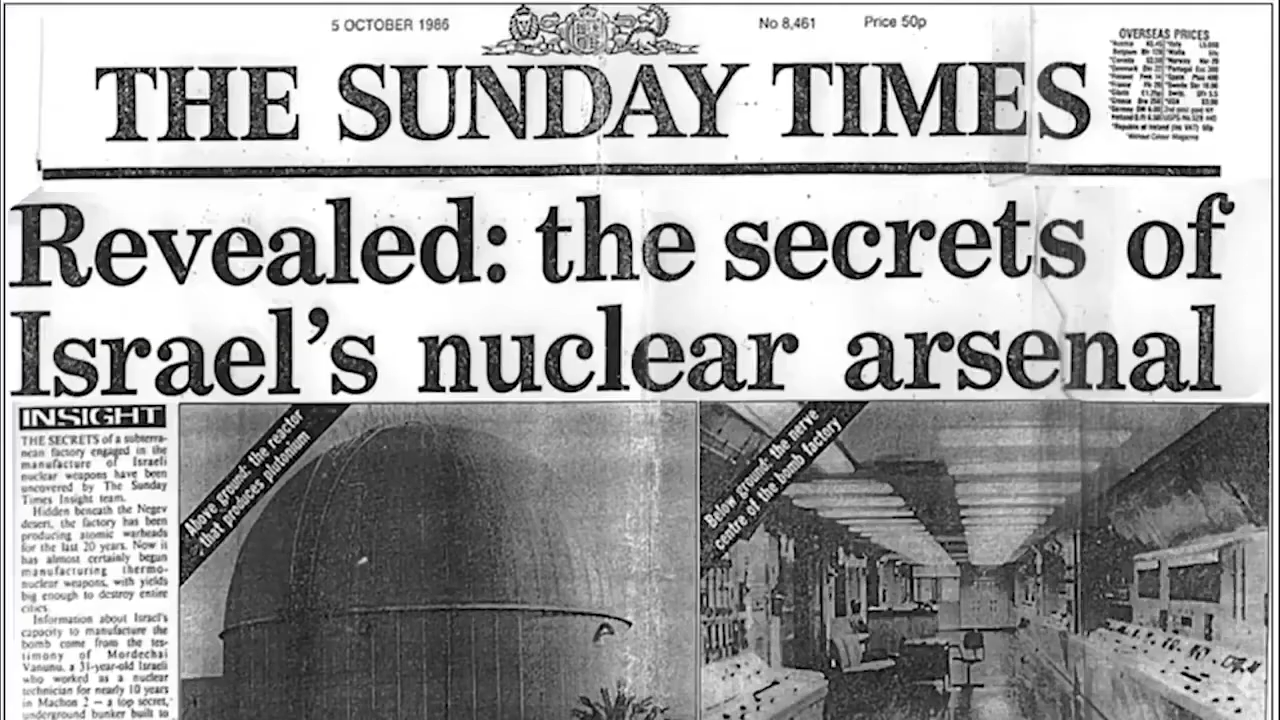 5 OCTOBER 1986
No 8,461
Price 50p
OVERSEAS PRICES
THE SUNDAY TIMES
Revealed: the secrets of
Israel's nuclear arsenal
INSIGHT
THE SECRETS of a subterra-
nean factory engaged in the
manufacture of Israeli
nuclear weapons have been
uncovered by The Sunday
Times Insight team.
Hidden beneath the Negev
desert, the factory has been
producing atomic warheads
for the last 20 years. Now it
has almost certainly begun
manufacturing thermo-
nuclear weapons, with yields
big enough to destroy entire
cities.
Information about Israel's
capacity to manufacture the
bomb come from the tes-
timony of Mordechai
Vanunu, a 31-year-old Israeli
who worked as a nuclear
technician for nearly 10 years
in Machon 2 – a top secret,
underground bunker built to
Above ground: the reactor
that produces plutonium
Below ground: the nerve
centre of the bomb factory